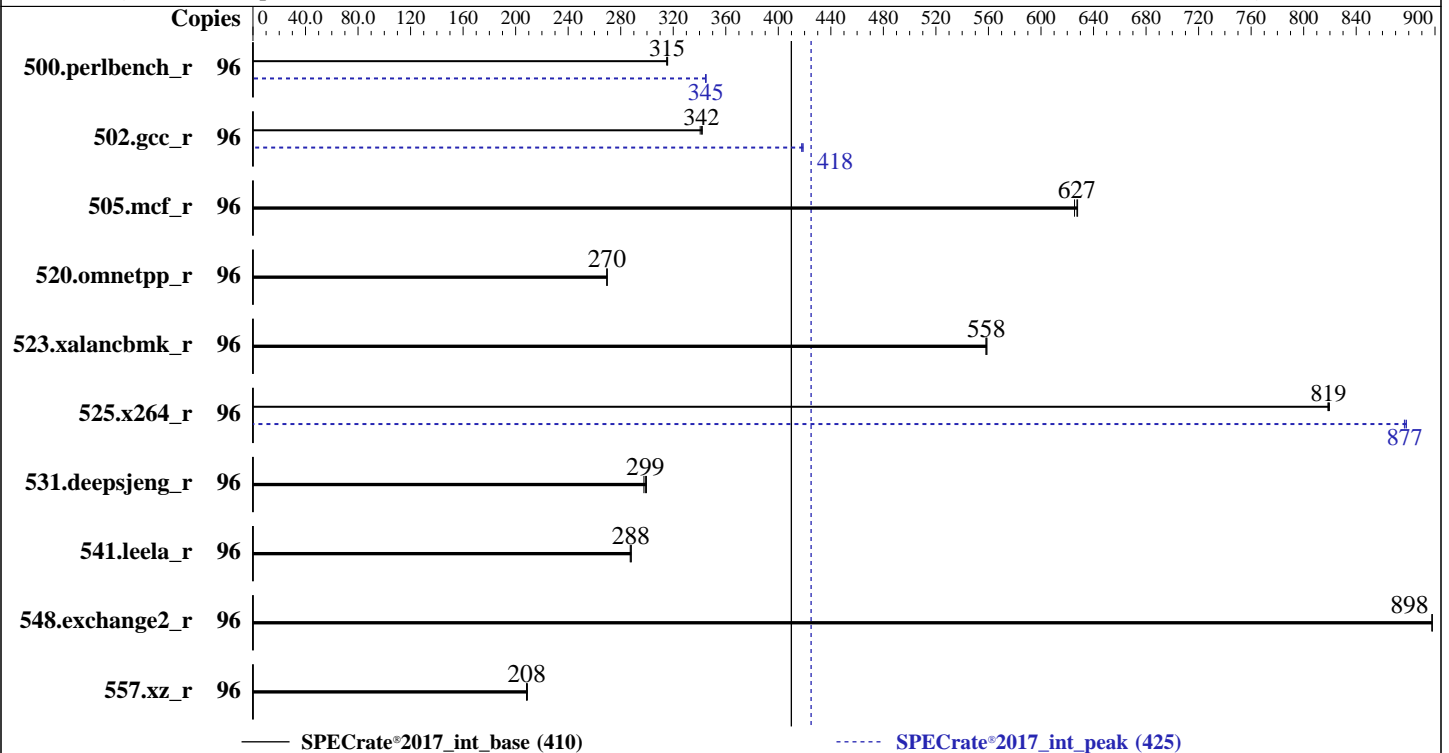 Copies 0 40.0 80.0 120 160 200 240 280 320 360 400 440 480 520 560 600 640 680 720 760 800 840 900
315
500.perlbench_r 96
345
342
502.gcc_r 96
418
627
505.mcf_r 96
270
520.omnetpp_r 96
558
523.xalancbmk_r 96
819
525.x264_r 96
877
299
531.deepsjeng_r 96
288
541.leela_r 96
898
548.exchange2_r 96
208
557.xz_r 96
SPECrate®2017_int_base (410) SPECrate®2017_int_peak (425)